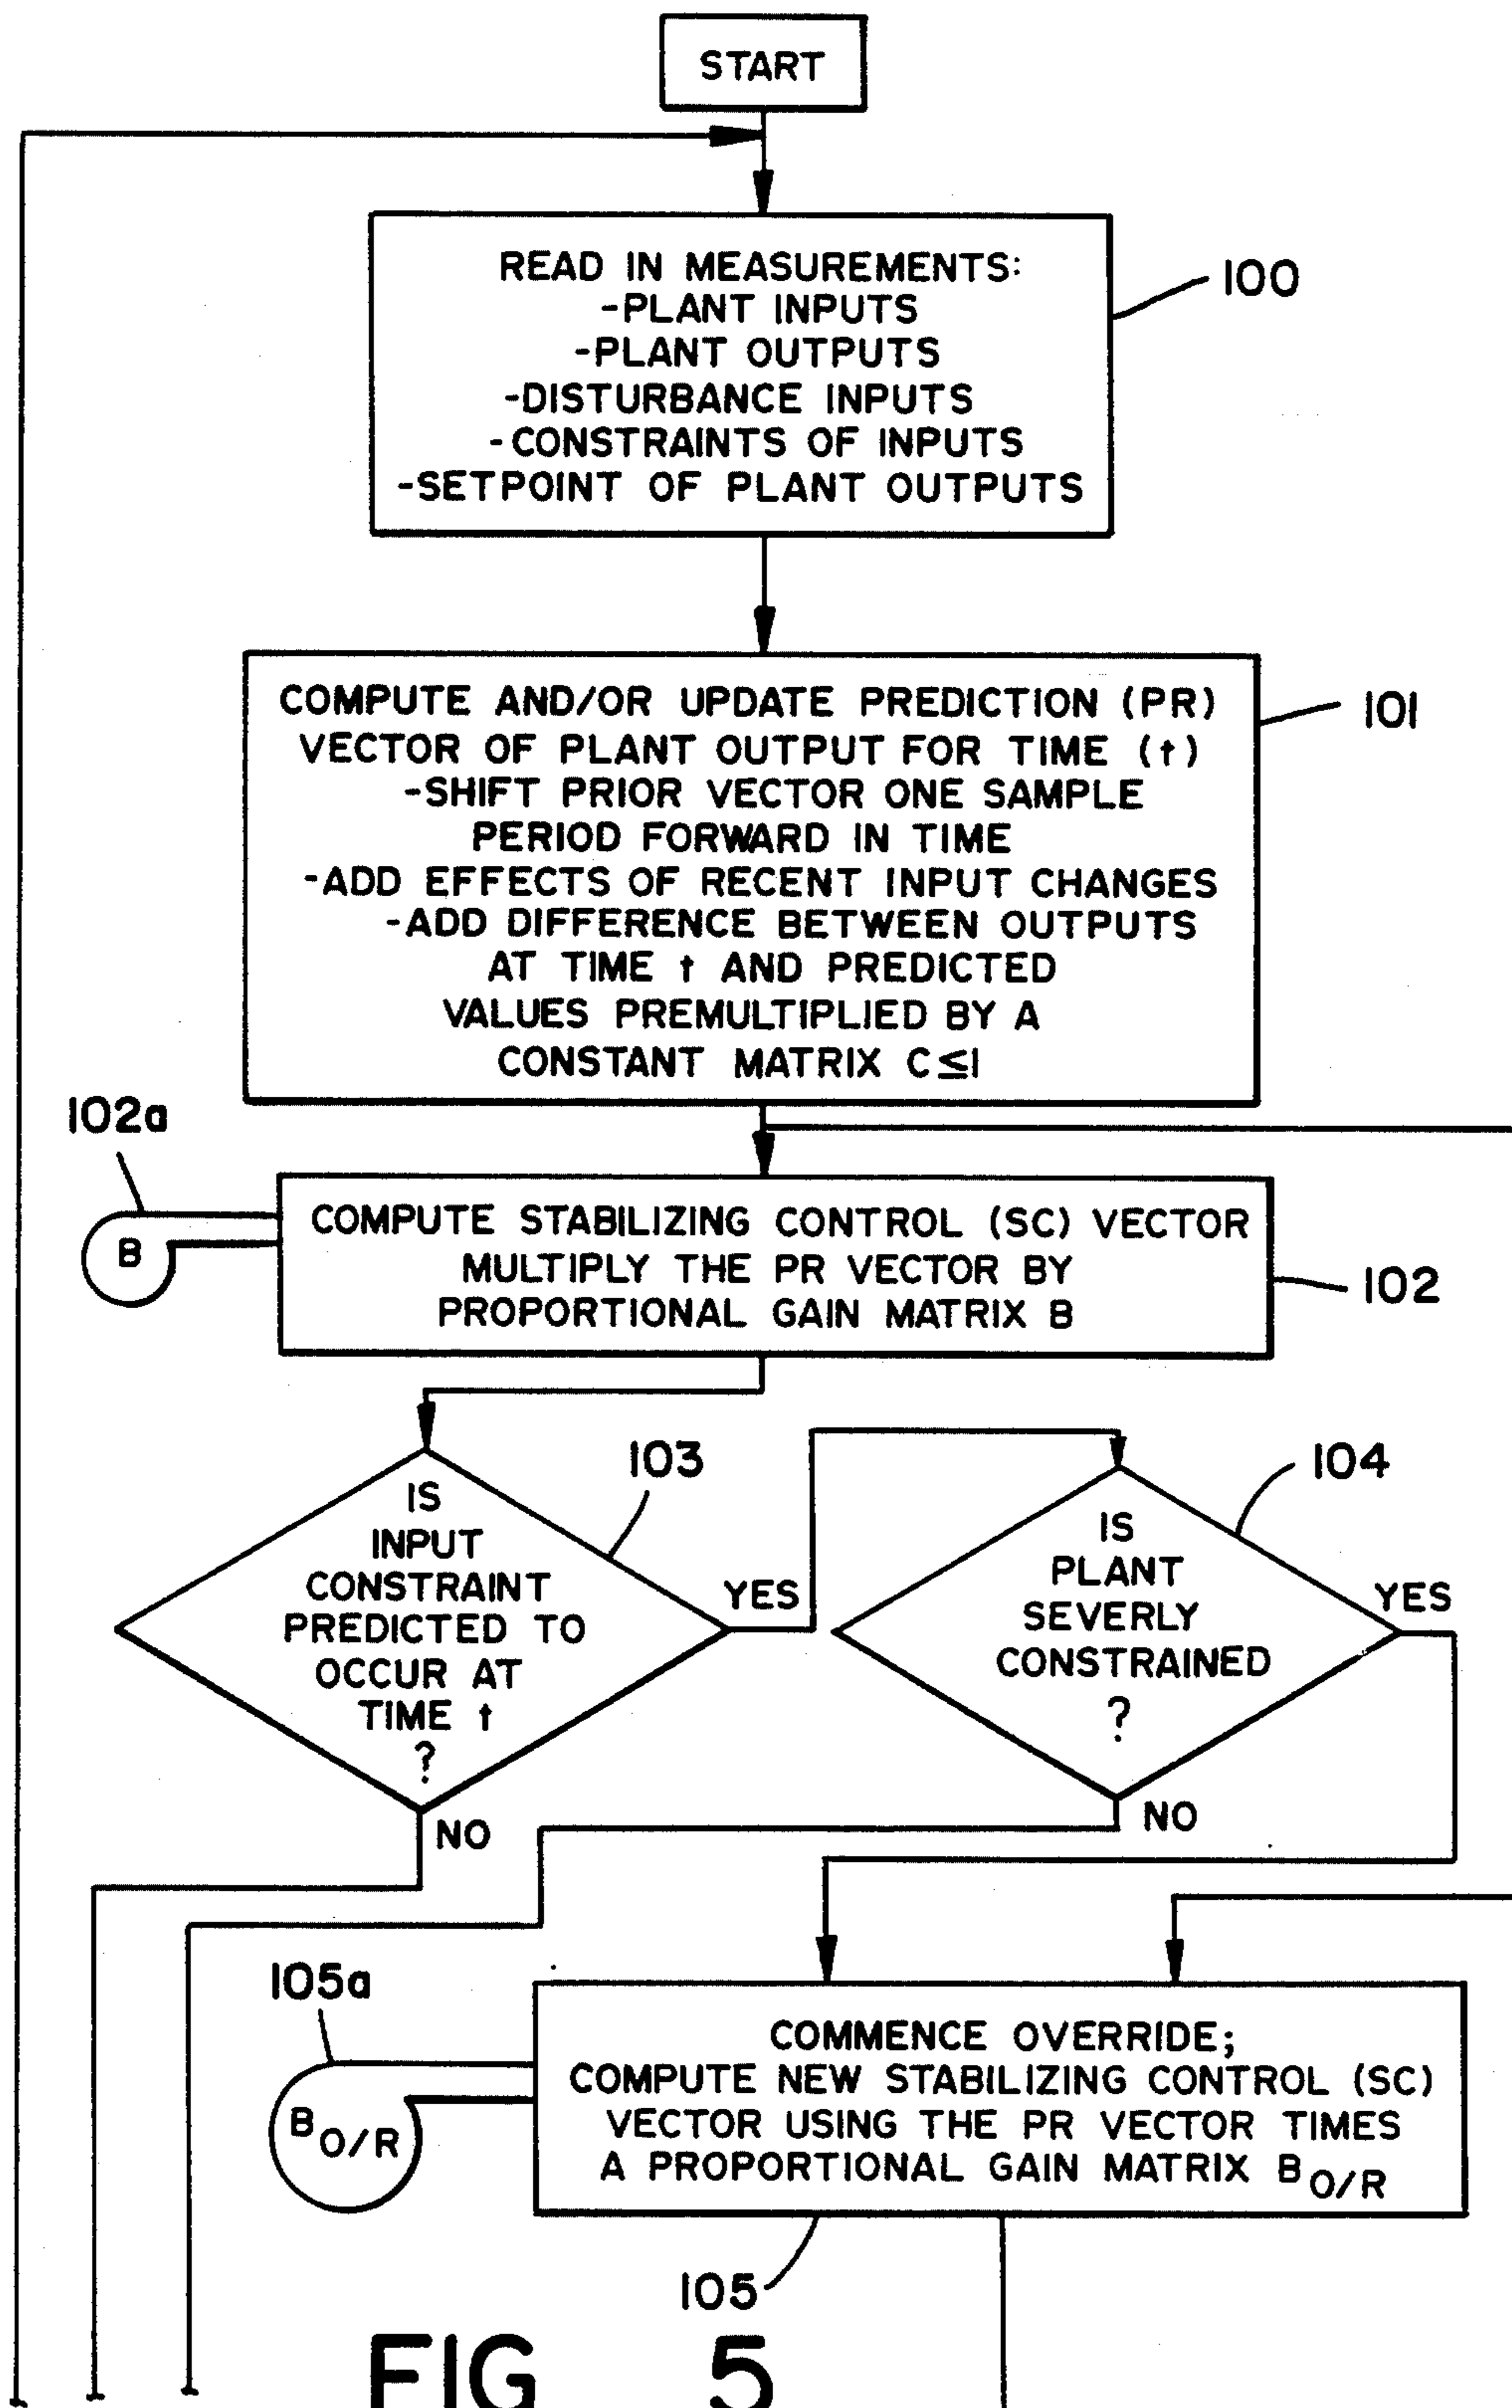 START
READ IN MEASUREMENTS:
-PLANT INPUTS
-PLANT OUTPUTS
-DISTURBANCE INPUTS
-CONSTRAINTS OF INPUTS
-SETPOINT OF PLANT OUTPUTS
100
COMPUTE AND/OR UPDATE PREDICTION (PR)
VECTOR OF PLANT OUTPUT FOR TIME (t)
-SHIFT PRIOR VECTOR ONE SAMPLE
PERIOD FORWARD IN TIME
-ADD EFFECTS OF RECENT INPUT CHANGES
-ADD DIFFERENCE BETWEEN OUTPUTS
AT TIME t AND PREDICTED
VALUES PREMULTIPLIED BY A
CONSTANT MATRIX C≤1
101
102a
B
COMPUTE STABILIZING CONTROL (SC) VECTOR
MULTIPLY THE PR VECTOR BY
PROPORTIONAL GAIN MATRIX B
102
IS
INPUT
CONSTRAINT
PREDICTED TO
OCCUR AT
TIME t
?
103
YES
NO
IS
PLANT
SEVERLY
CONSTRAINED
?
104
YES
NO
105a
B O/R
COMMENCE OVERRIDE;
COMPUTE NEW STABILIZING CONTROL (SC)
VECTOR USING THE PR VECTOR TIMES
A PROPORTIONAL GAIN MATRIX B O/R
105
FIG 5